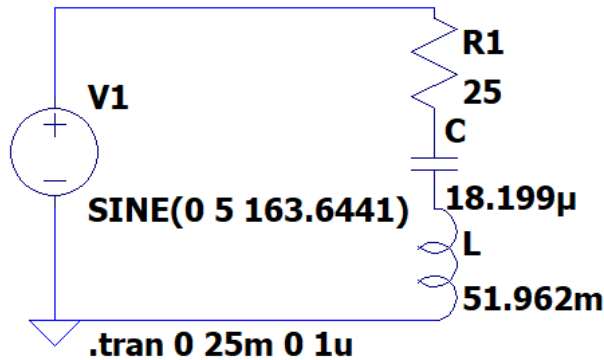 R1
25
V1
C
SINE(0 5 163.6441)
18.199µ
L
51.962m
.tran 0 25m 0 1u